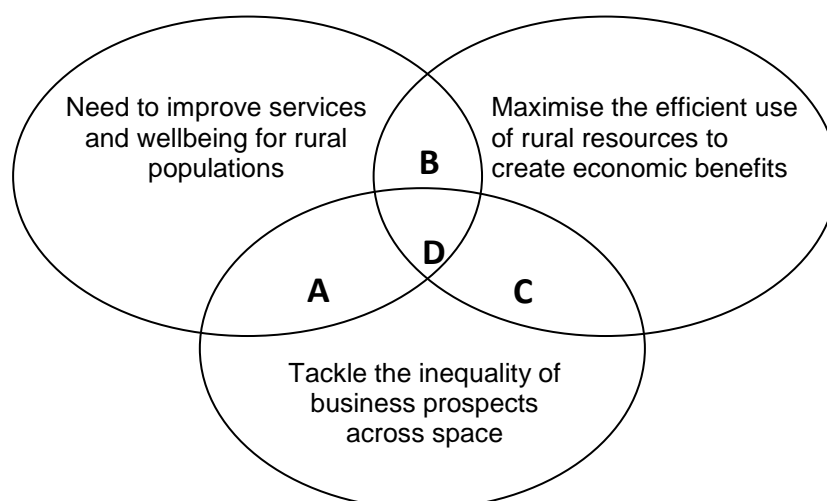 Need to improve services
and wellbeing for rural
populations
Maximise the efficient use
of rural resources to
create economic benefits
B
D
A
C
Tackle the inequality of
business prospects
across space